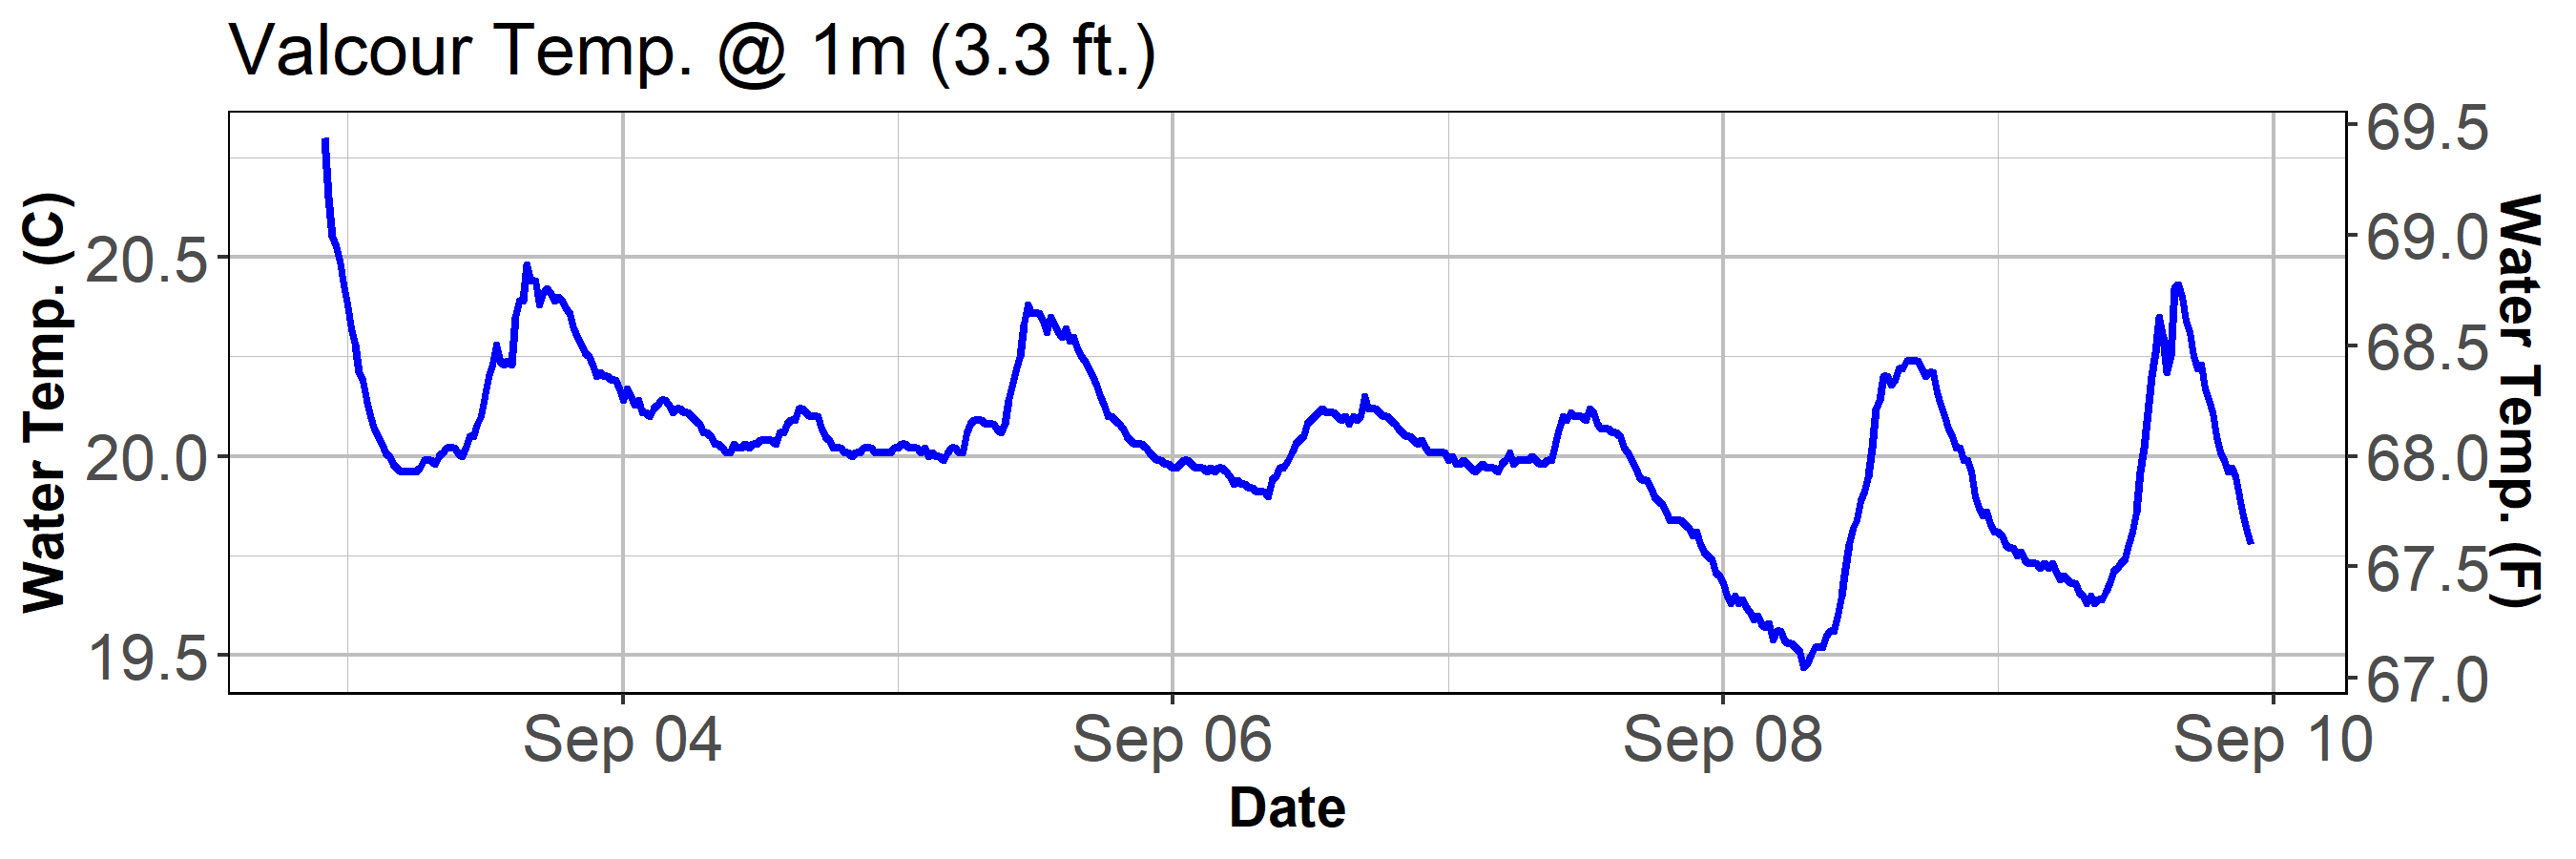 Valcour Temp. @ 1m (3.3 ft.)
Water Temp. (C)
20.5
20.0
19.5
69.5
69.0
68.5
68.0
67.5
67.0
Water Temp. (F)
Sep 04 Sep 06 Sep 08 Sep 10
Date